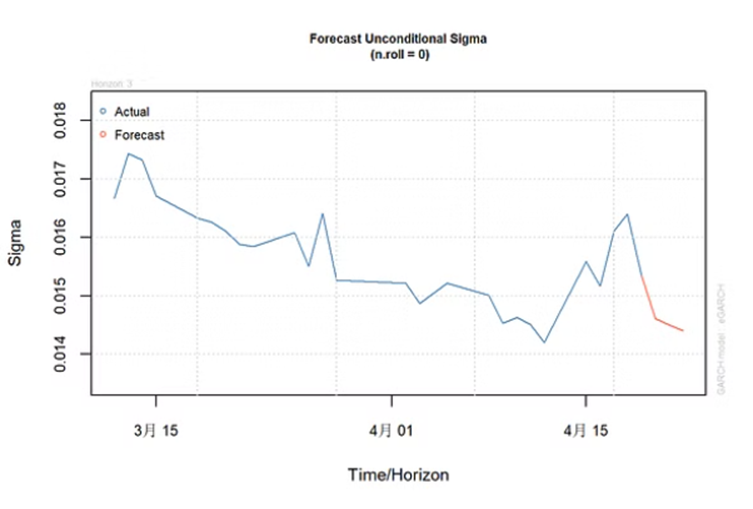 Forecast Unconditional Sigma
(n.roll = 0)
Horizon: 3
Actual
Forecast
0.018
0.017
0.016
0.015
0.014
Sigma
3月 15
4月 01
4月 15
Time/Horizon
GARCH model : eGARCH